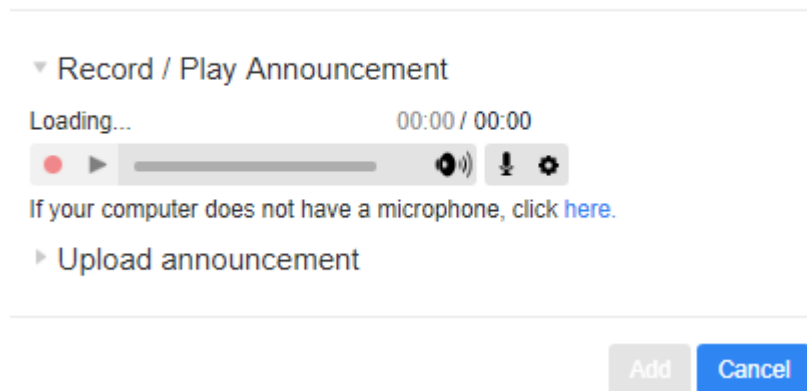 Record / Play Announcement
Loading... 00:00 / 00:00
If your computer does not have a microphone, click here.
Upload announcement
Add Cancel